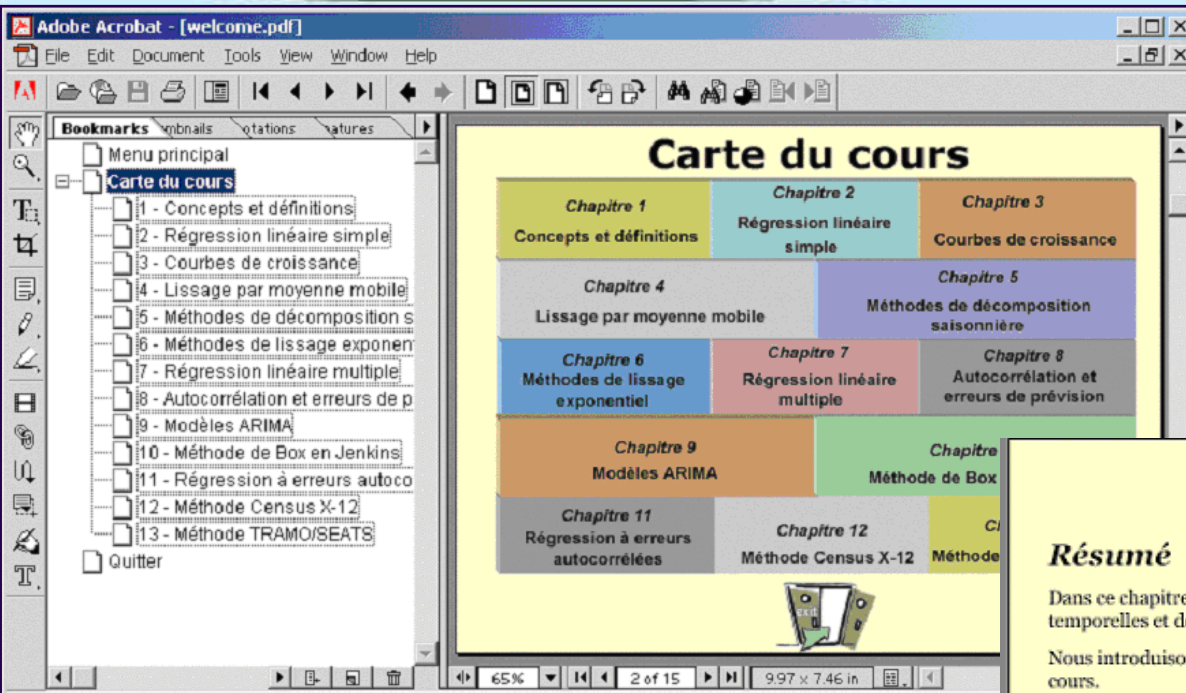 Adobe Acrobat - [welcome.pdf]
File Edit Document Tools View Window Help
Bookmarks
Menu principal
Carte du cours
1 - Concepts et définitions
2 - Régression linéaire simple
3 - Courbes de croissance
4 - Lissage par moyenne mobile
5 - Méthodes de décomposition s
6 - Méthodes de lissage exponen
7 - Régression linéaire multiple
8 - Autocorrélation et erreurs de p
9 - Modèles ARIMA
10 - Méthode de Box en Jenkins
11 - Régression à erreurs autoco
12 - Méthode Census X-12
13 - Méthode TRAMO/SEATS
Quitter
Carte du cours
Chapitre 1
Concepts et définitions
Chapitre 2
Régression linéaire
simple
Chapitre 3
Courbes de croissance
Chapitre 4
Lissage par moyenne mobile
Chapitre 5
Méthodes de décomposition
saisonnière
Chapitre 6
Méthodes de lissage
exponentiel
Chapitre 7
Régression linéaire
multiple
Chapitre 8
Autocorrélation et
erreurs de prévision
Chapitre 9
Modèles ARIMA
Chapitre
Méthode de Box
Chapitre 11
Régression à erreurs
autocorrélées
Chapitre 12
Méthode Census X-12
Méthode
exit
65% 2 of 15 9.97 x 7.46 in
Résumé
Dans ce chapitre
temporelles et d
Nous introduiso
cours.